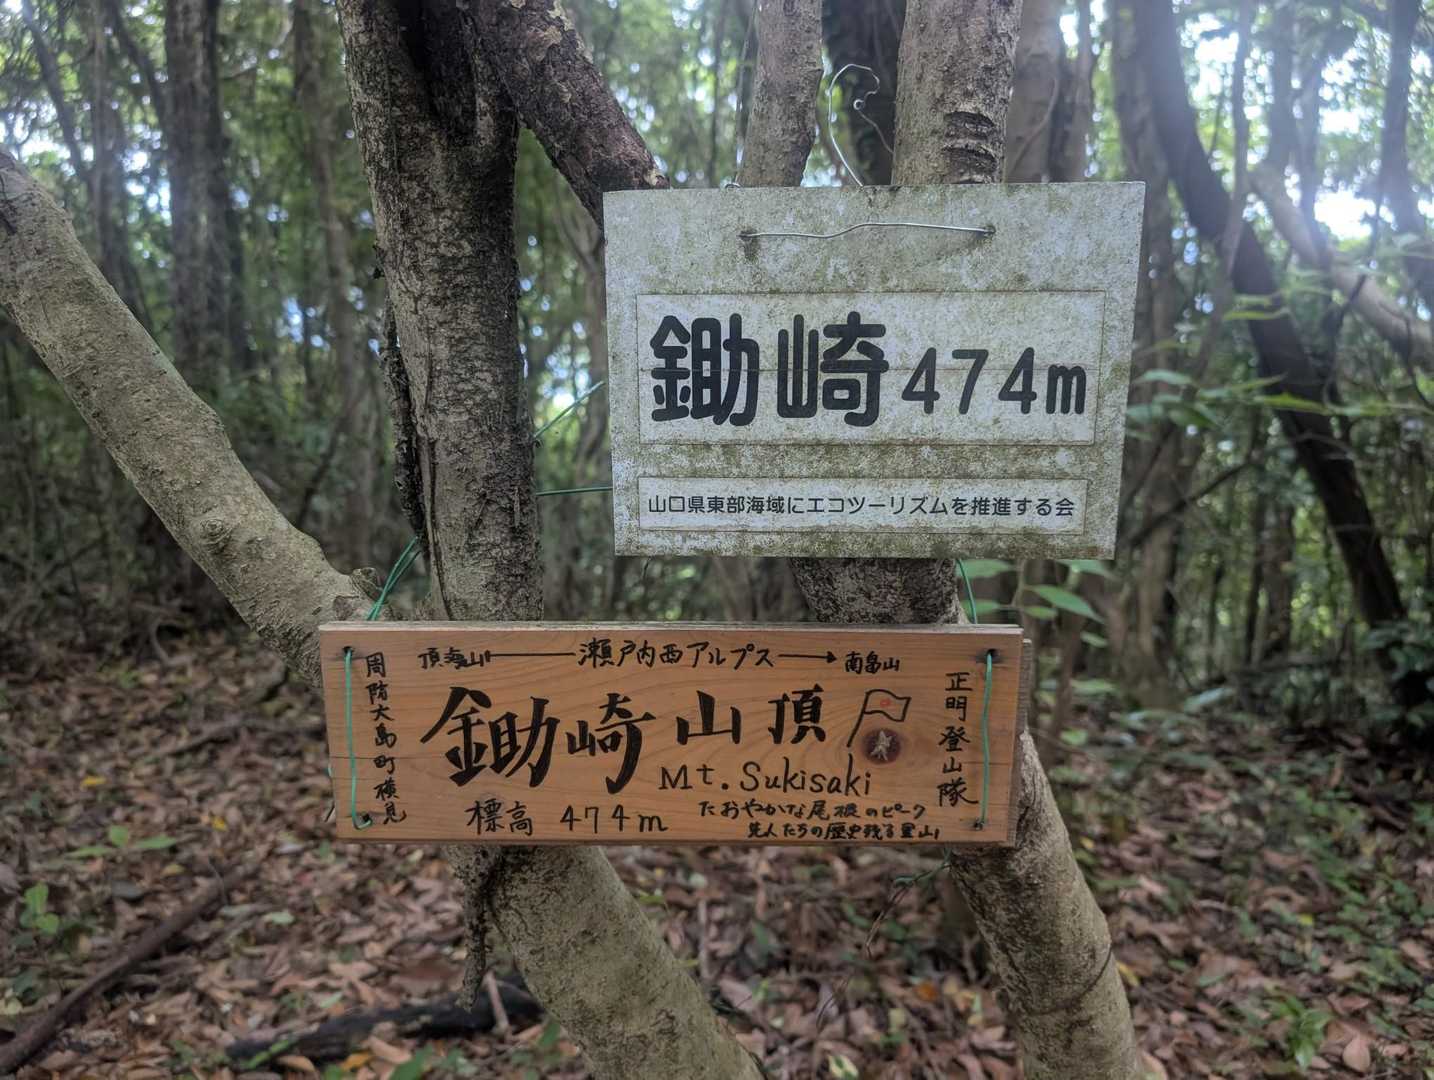 鋤崎 474m
山口県東部海域にエコツーリズムを推進する会
頂海山 瀬戸内西アルプス 南畠山
周防大島町横見
鋤崎山頂
Mt. Sukisaki
標高 474m
たおやかな尾根のピーク
先人たちの歴史残る里山
正明登山隊